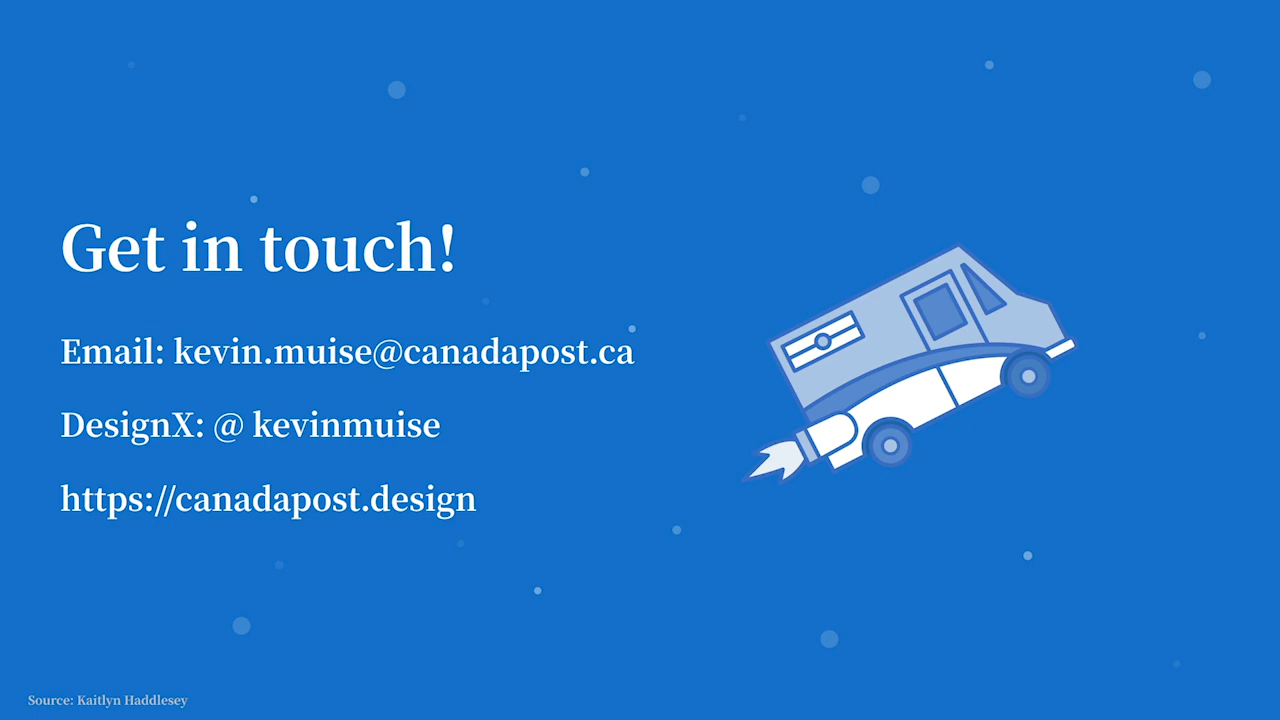 Get in touch!
Email: kevin.muise@canadapost.ca
DesignX: @ kevinmuise
https://canadapost.design
Source: Kaitlyn Haddlesey